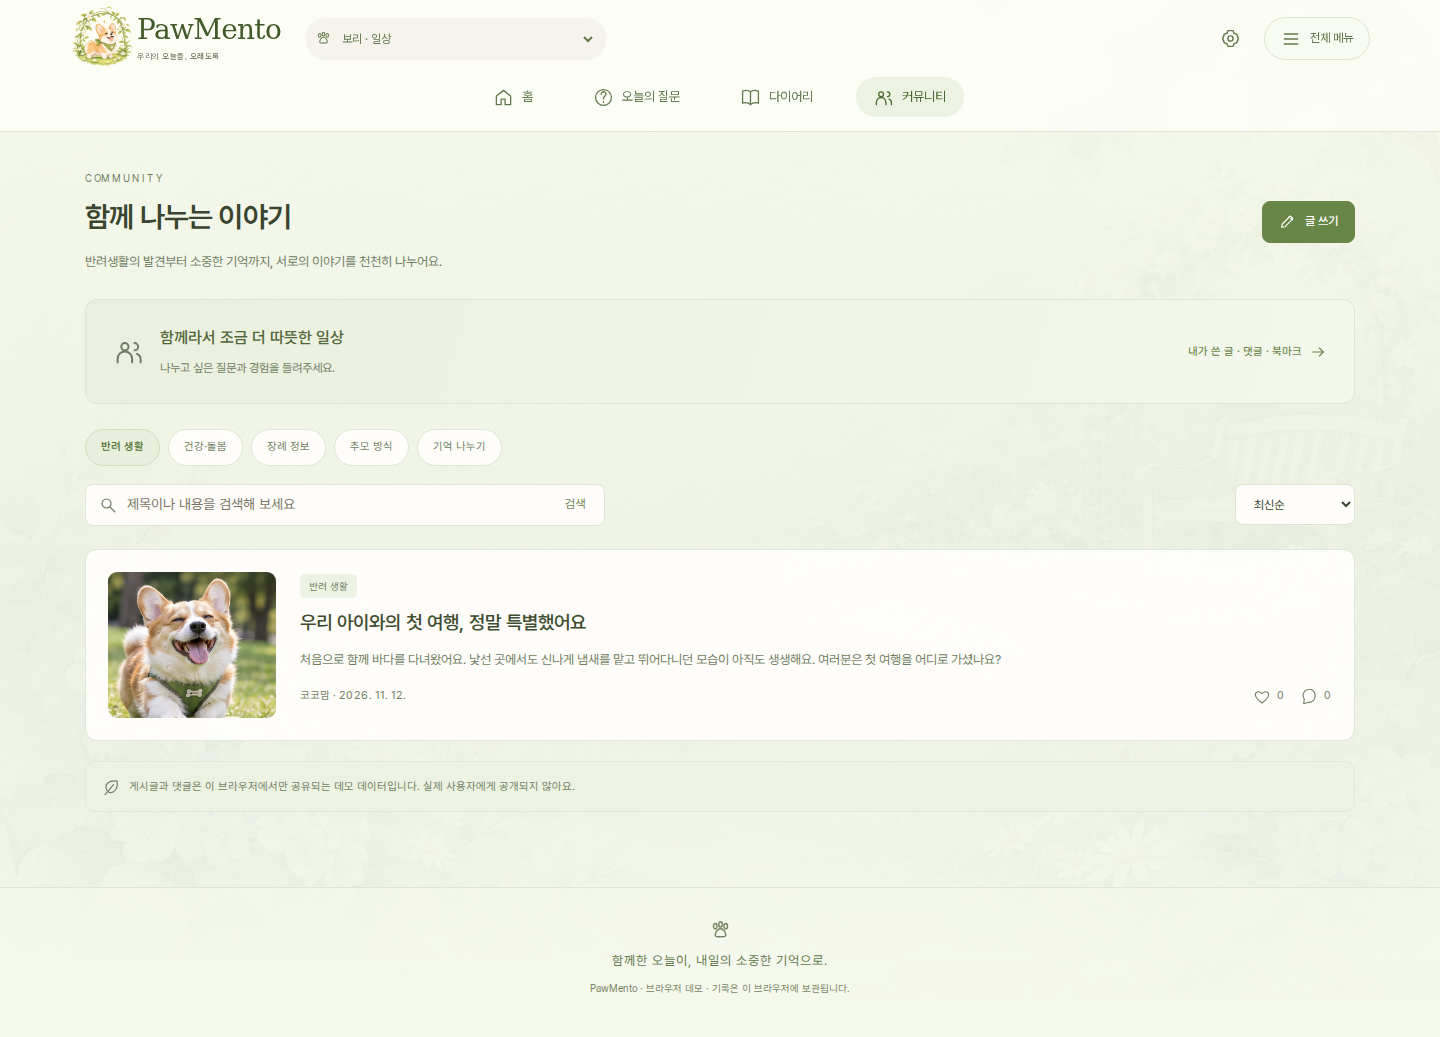 PawMento
우리의 오늘을, 오래도록
보리 · 일상
전체 메뉴
홈
오늘의 질문
다이어리
커뮤니티
COMMUNITY
함께 나누는 이야기
글 쓰기
반려생활의 발견부터 소중한 기억까지, 서로의 이야기를 천천히 나누어요.
함께라서 조금 더 따뜻한 일상
나누고 싶은 질문과 경험을 들려주세요.
내가 쓴 글 · 댓글 · 북마크
반려 생활
건강·돌봄
장례 정보
추모 방식
기억 나누기
제목이나 내용을 검색해 보세요
검색
최신순
반려 생활
우리 아이와의 첫 여행, 정말 특별했어요
처음으로 함께 바다를 다녀왔어요. 낯선 곳에서도 신나게 냄새를 맡고 뛰어다니던 모습이 아직도 생생해요. 여러분은 첫 여행을 어디로 가셨나요?
코코맘 · 2026. 11. 12.
0
0
게시글과 댓글은 이 브라우저에서만 공유되는 데모 데이터입니다. 실제 사용자에게 공개되지 않아요.
함께한 오늘이, 내일의 소중한 기억으로.
PawMento · 브라우저 데모 · 기록은 이 브라우저에 보관됩니다.